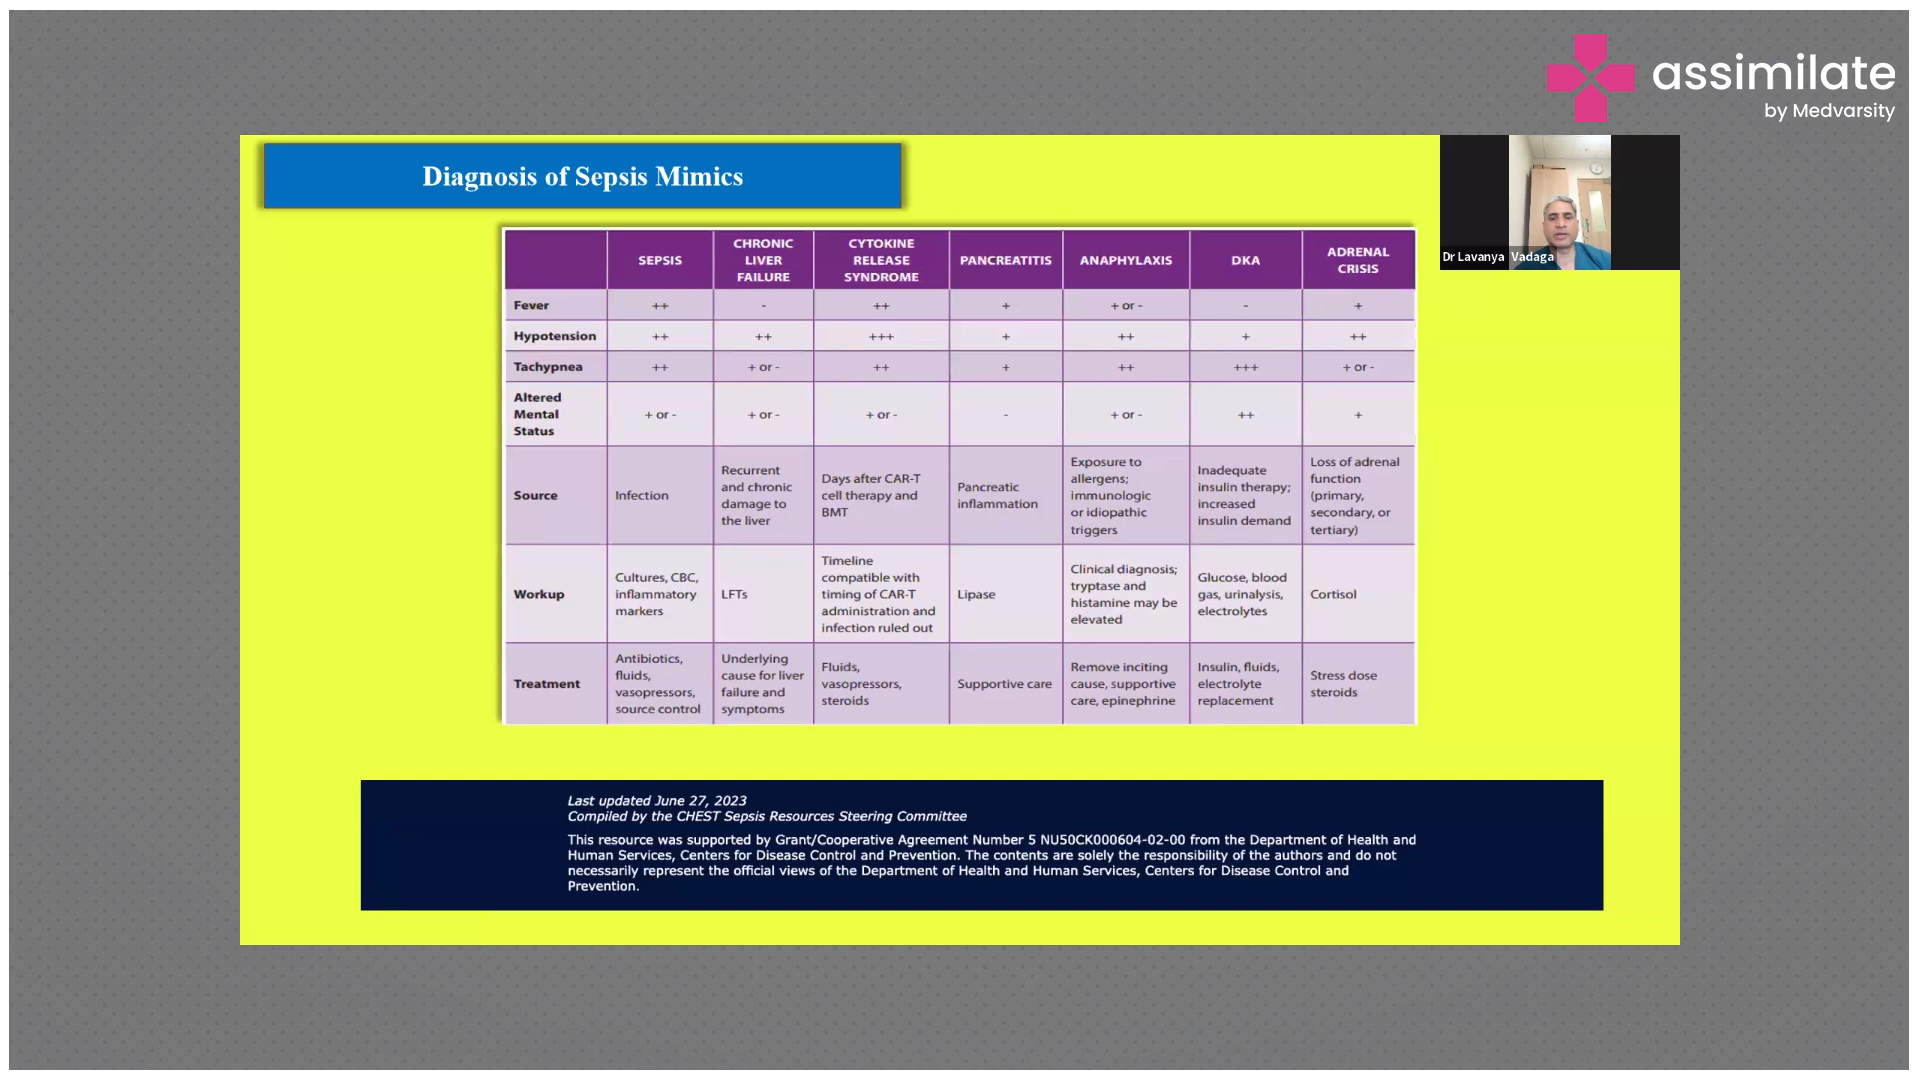 assimilate
by Medvarsity
Diagnosis of Sepsis Mimics
Dr Lavanya Vadaga
SEPSIS
CHRONIC
LIVER
FAILURE
CYTOKINE
RELEASE
SYNDROME
PANCREATITIS
ANAPHYLAXIS
DKA
ADRENAL
CRISIS
Fever
++
-
++
+
+ or -
-
+
Hypotension
++
++
+++
+
++
+
++
Tachypnea
++
+ or -
++
+
++
+++
+ or -
Altered
Mental
Status
+ or -
+ or -
+ or -
-
+ or -
++
+
Source
Infection
Recurrent
and chronic
damage to
the liver
Days after CAR-T
cell therapy and
BMT
Pancreatic
inflammation
Exposure to
allergens;
immunologic
or idiopathic
triggers
Inadequate
insulin therapy;
increased
insulin demand
Loss of adrenal
function
(primary,
secondary, or
tertiary)
Workup
Cultures, CBC,
inflammatory
markers
LFTs
Timeline
compatible with
timing of CAR-T
administration and
infection ruled out
Lipase
Clinical diagnosis;
tryptase and
histamine may be
elevated
Glucose, blood
gas, urinalysis,
electrolytes
Cortisol
Treatment
Antibiotics,
fluids,
vasopressors,
source control
Underlying
cause for liver
failure and
symptoms
Fluids,
vasopressors,
steroids
Supportive care
Remove inciting
cause, supportive
care, epinephrine
Insulin, fluids,
electrolyte
replacement
Stress dose
steroids
Last updated June 27, 2023
Compiled by the CHEST Sepsis Resources Steering Committee
This resource was supported by Grant/Cooperative Agreement Number 5 NU50CK000604-02-00 from the Department of Health and
Human Services, Centers for Disease Control and Prevention. The contents are solely the responsibility of the authors and do not
necessarily represent the official views of the Department of Health and Human Services, Centers for Disease Control and
Prevention.